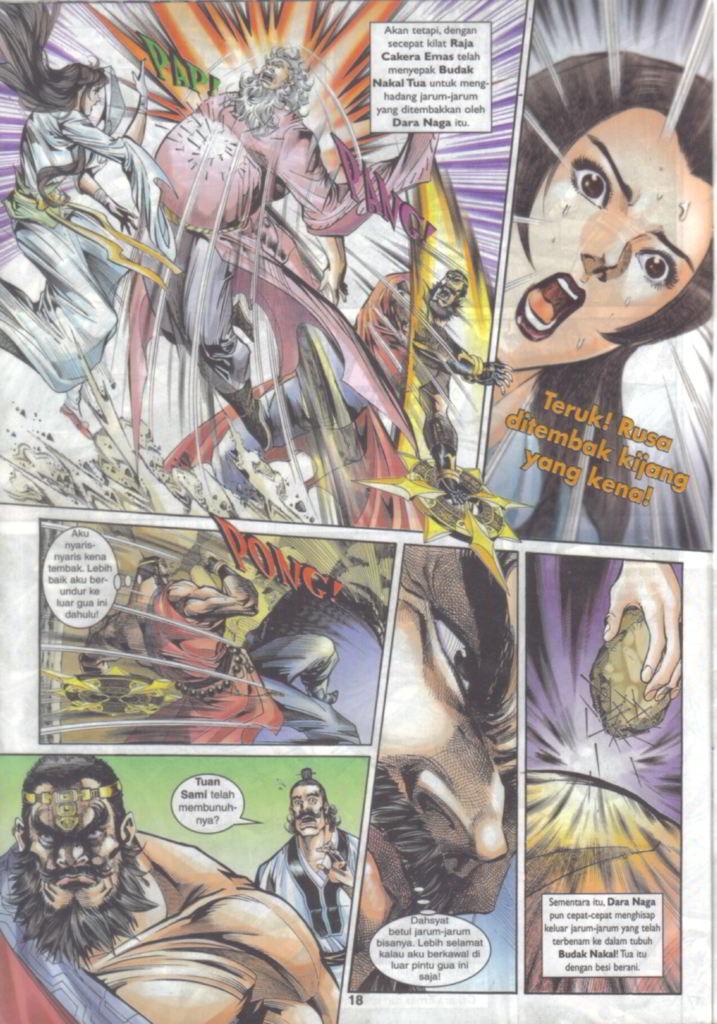 Akan tetapi, dengan
secepat kilat Raja
Cakera Emas telah
menyepak Budak
Nakal Tua untuk meng-
hadang jarum-jarum
yang ditembakkan oleh
Dara Naga itu.
PAP!
PANG!
Teruk! Rusa
ditembak kijang
yang kena!
Aku
nyaris-
nyaris kena
tembak. Lebih
baik aku ber-
undur ke
luar gua ini
dahulu!
PONG!
Tuan
Sami telah
membunuh-
nya?
Dahsyat
betul jarum-jarum
bisanya. Lebih selamat
kalau aku berkawal di
luar pintu gua ini
saja!
Sementara itu, Dara Naga
pun cepat-cepat menghisap
keluar jarum-jarum yang telah
terbenam ke dalam tubuh
Budak Nakal! Tua itu
dengan besi berani.
18